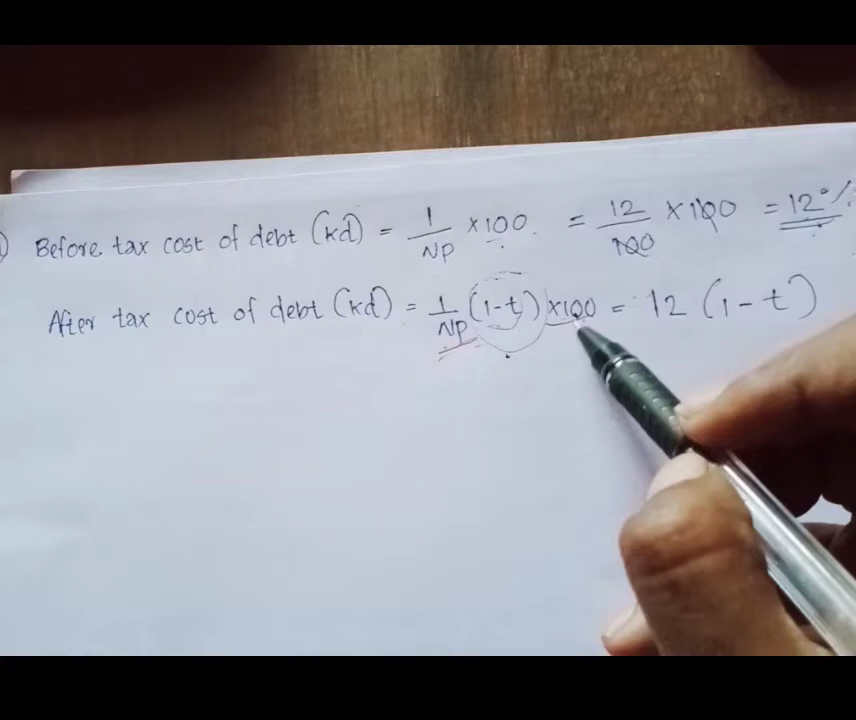 ) Before tax cost of debt (kd) = I/NP ×100 = 12/100 ×100 = 12%
After tax cost of debt (kd) = I/NP (1-t) ×100 = 12 (1-t)